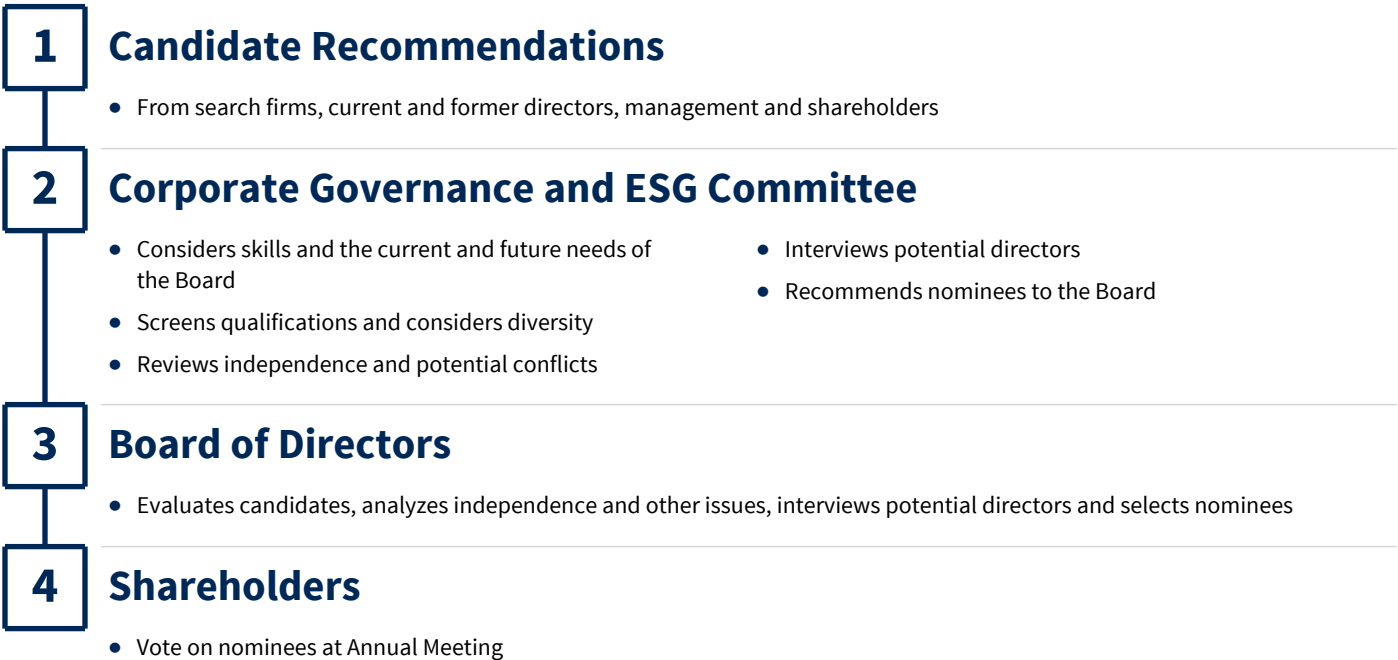 1
Candidate Recommendations
• From search firms, current and former directors, management and shareholders
2
Corporate Governance and ESG Committee
• Considers skills and the current and future needs of
the Board
• Screens qualifications and considers diversity
• Reviews independence and potential conflicts
• Interviews potential directors
• Recommends nominees to the Board
3
Board of Directors
• Evaluates candidates, analyzes independence and other issues, interviews potential directors and selects nominees
4
Shareholders
• Vote on nominees at Annual Meeting